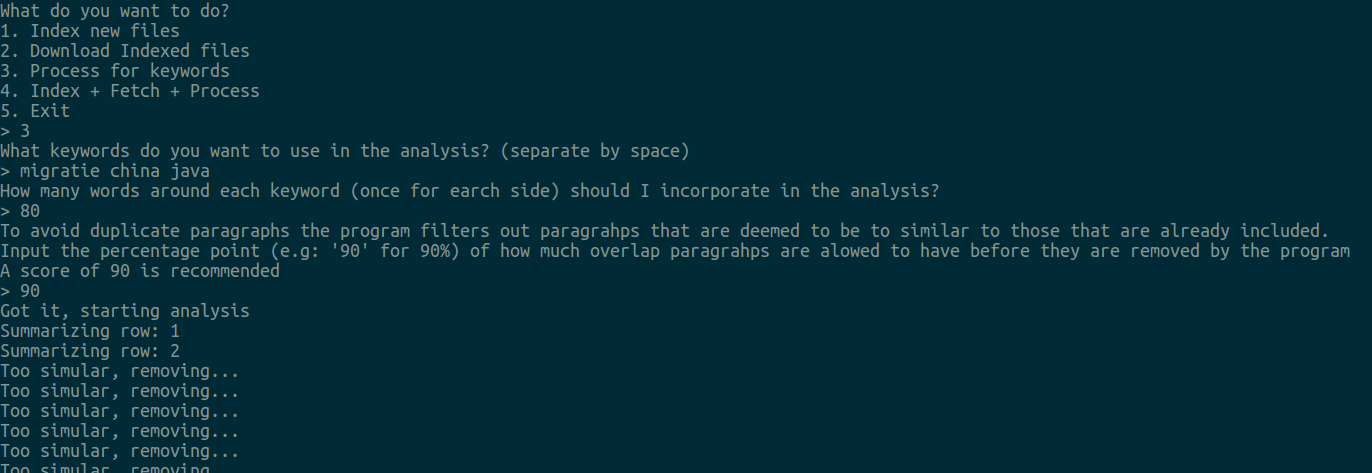 What do you want to do?
1. Index new files
2. Download Indexed files
3. Process for keywords
4. Index + Fetch + Process
5. Exit
> 3
What keywords do you want to use in the analysis? (separate by space)
> migratie china java
How many words around each keyword (once for earch side) should I incorporate in the analysis?
> 80
To avoid duplicate paragraphs the program filters out paragrahps that are deemed to be to similar to those that are already included.
Input the percentage point (e.g: '90' for 90%) of how much overlap paragrahps are alowed to have before they are removed by the program
A score of 90 is recommended
> 90
Got it, starting analysis
Summarizing row: 1
Summarizing row: 2
Too simular, removing...
Too simular, removing...
Too simular, removing...
Too simular, removing...
Too simular, removing...
Too simular, removing...